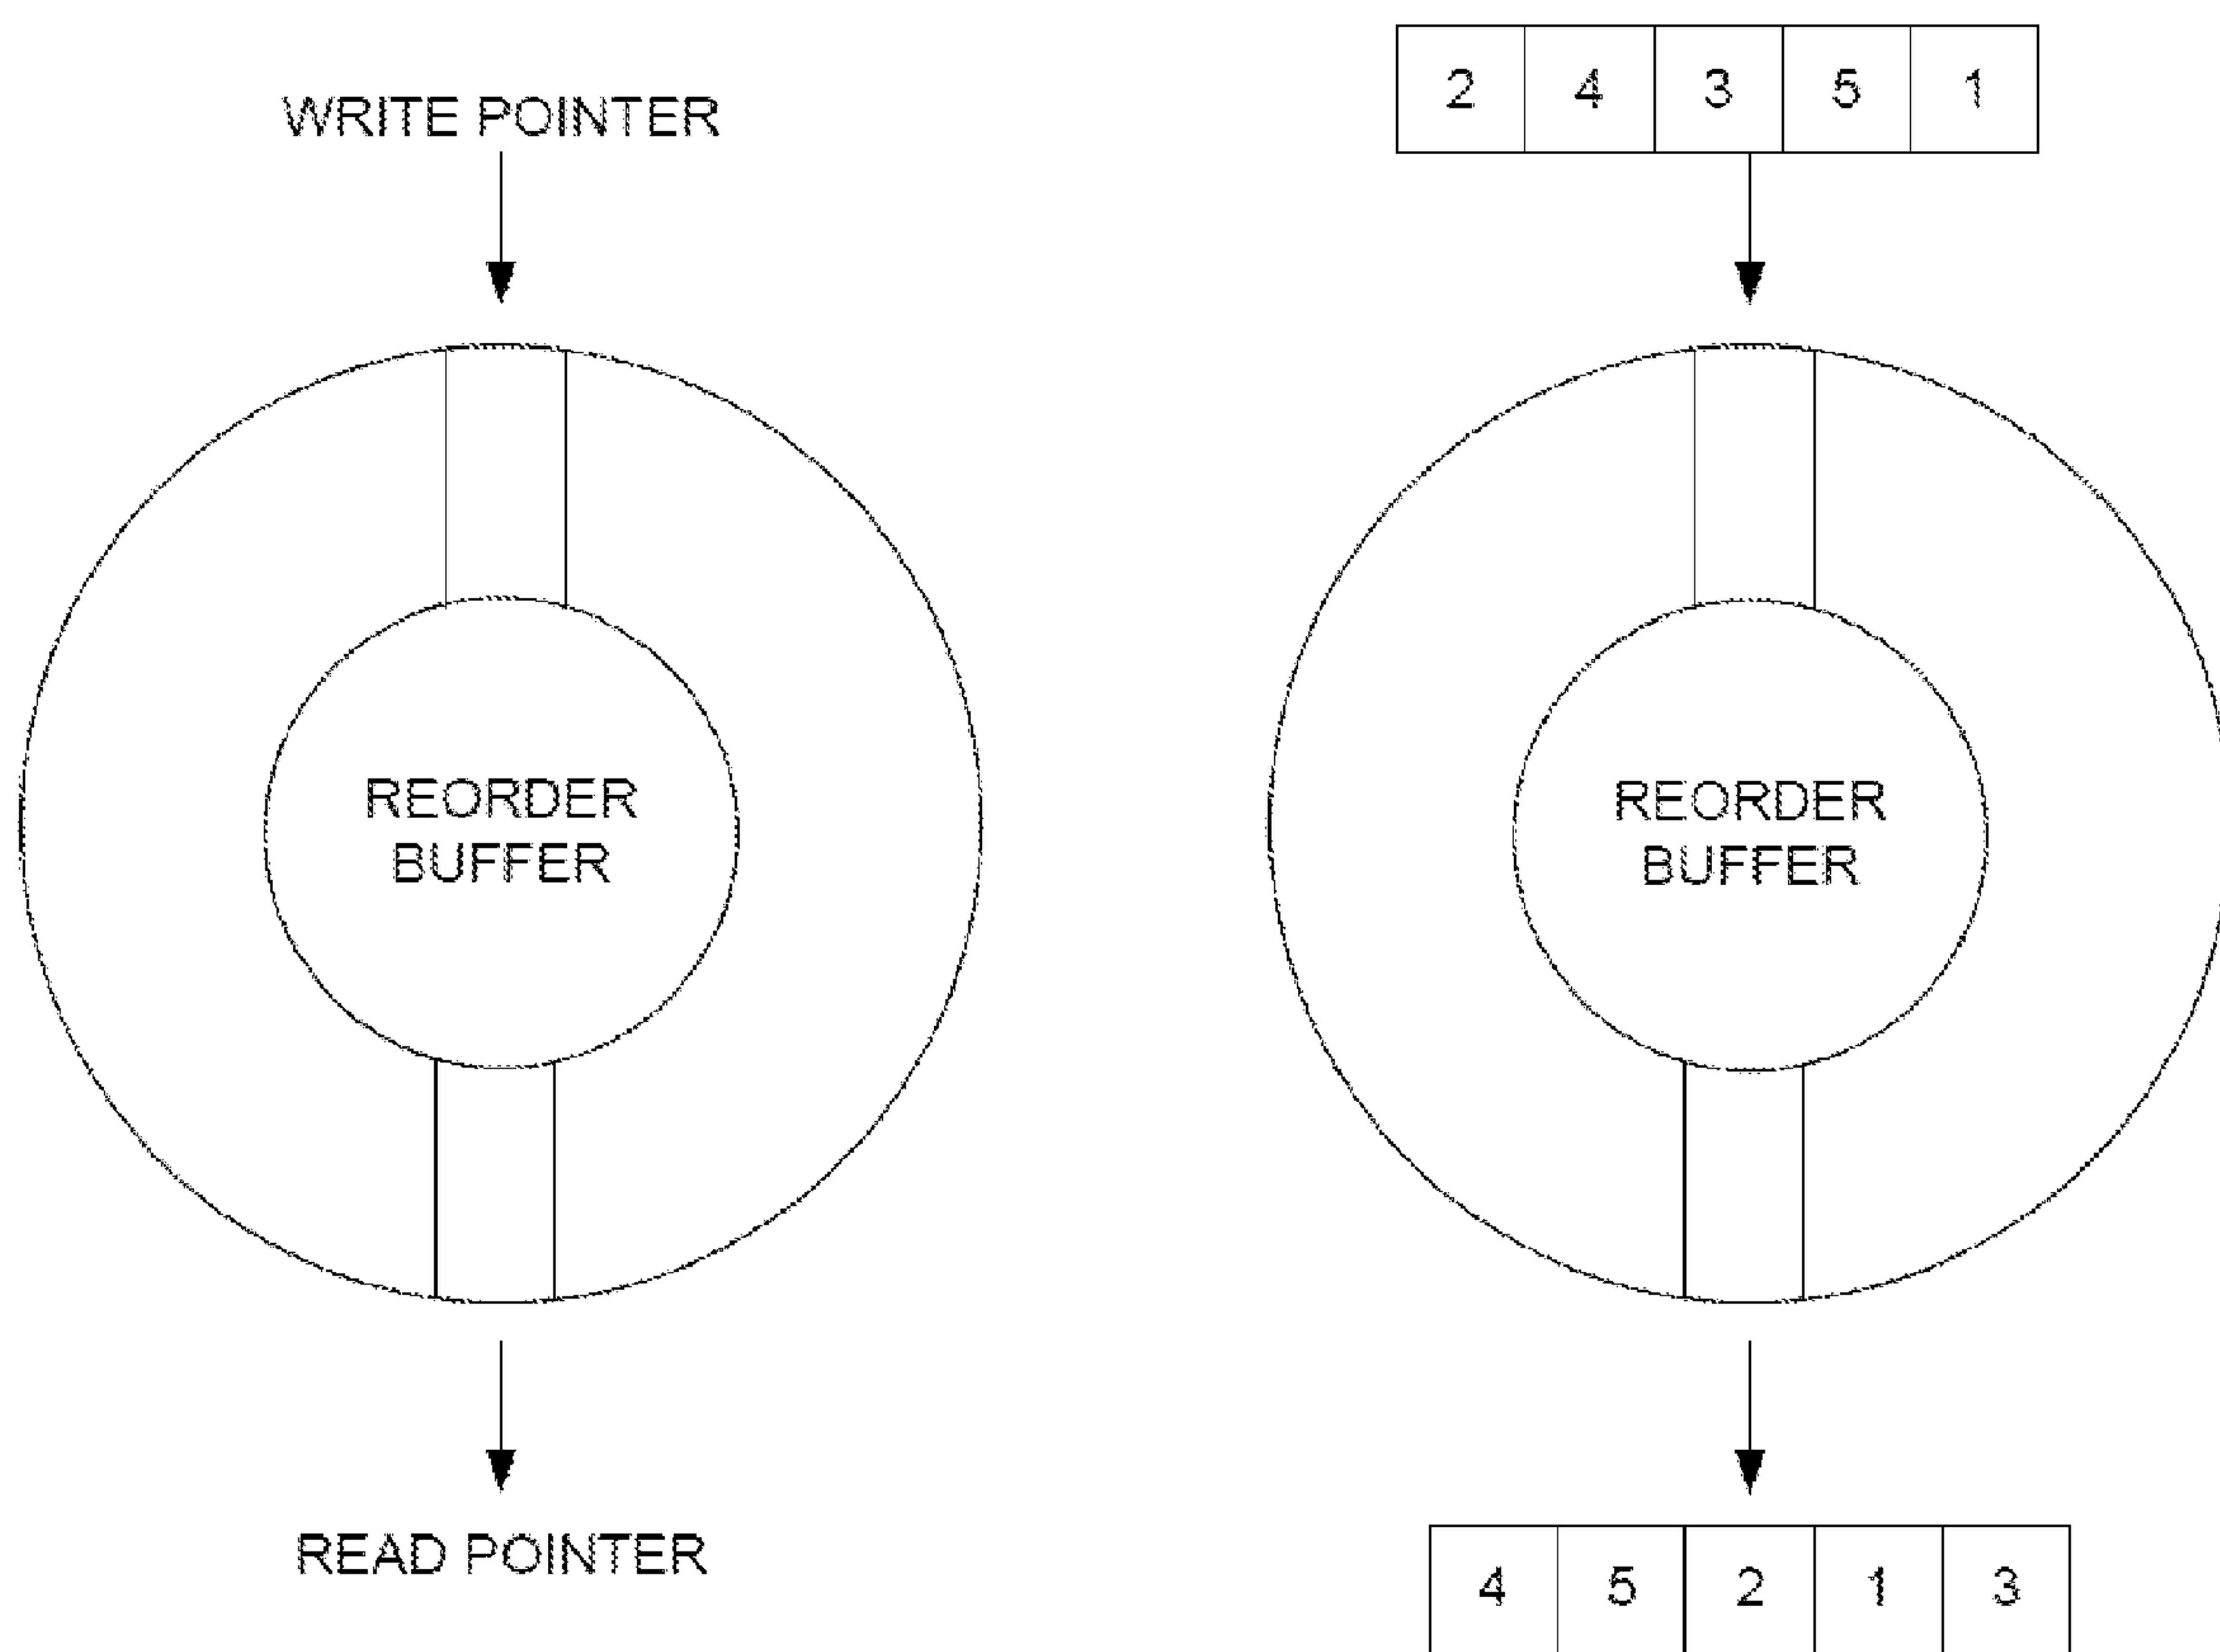 WRITE POINTER
REORDER
BUFFER
READ POINTER
2 4 3 5 1
REORDER
BUFFER
4 5 2 1 3